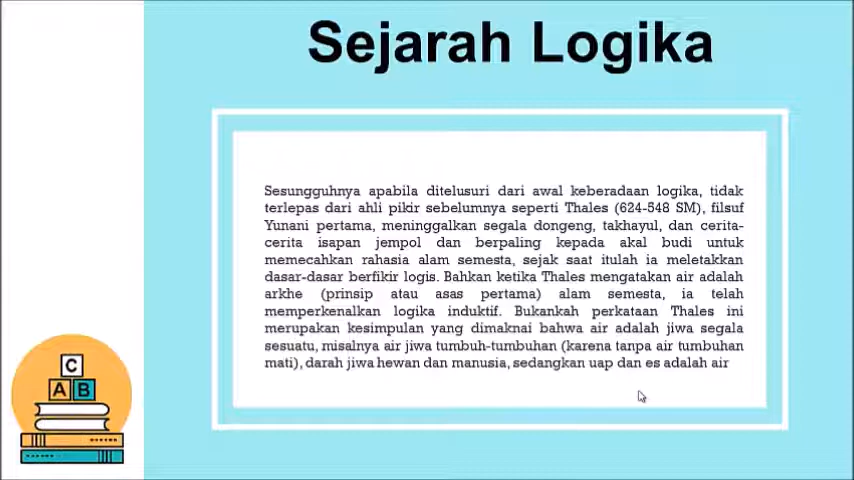 Sejarah Logika
Sesungguhnya apabila ditelusuri dari awal keberadaan logika, tidak
terlepas dari ahli pikir sebelumnya seperti Thales (624-548 SM), filsuf
Yunani pertama, meninggalkan segala dongeng, takhayul, dan cerita-
cerita isapan jempol dan berpaling kepada akal budi untuk
memecahkan rahasia alam semesta, sejak saat itulah ia meletakkan
dasar-dasar berfikir logis. Bahkan ketika Thales mengatakan air adalah
arkhe (prinsip atau asas pertama) alam semesta, ia telah
memperkenalkan logika induktif. Bukankah perkataan Thales ini
merupakan kesimpulan yang dimaknai bahwa air adalah jiwa segala
sesuatu, misalnya air jiwa tumbuh-tumbuhan (karena tanpa air tumbuhan
mati), darah jiwa hewan dan manusia, sedangkan uap dan es adalah air
C
A B